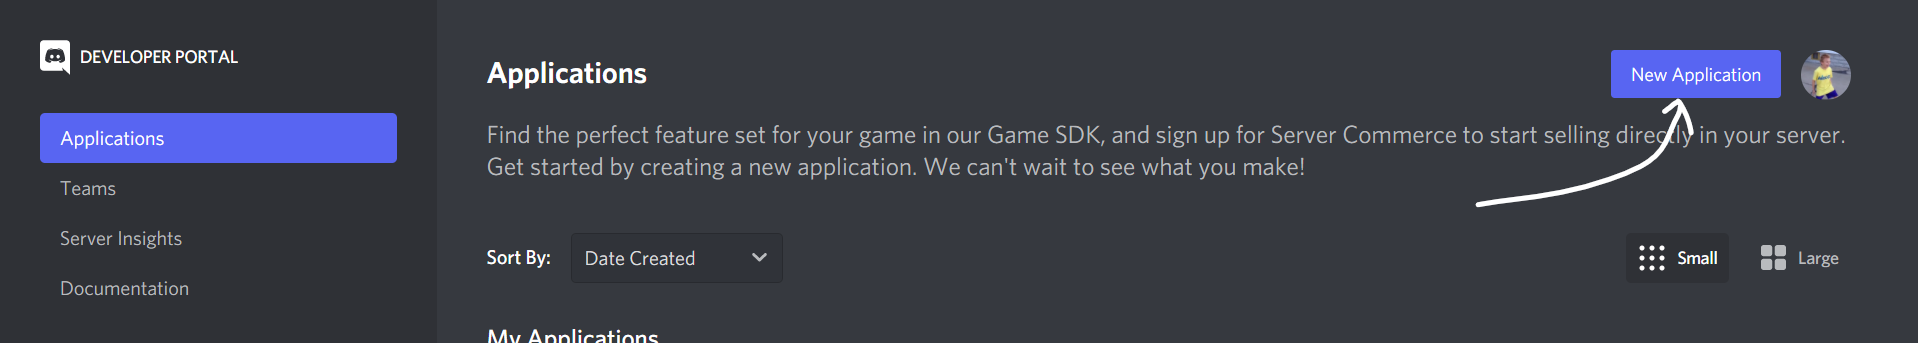 DEVELOPER PORTAL
Applications
Teams
Server Insights
Documentation
Applications
New Application
Find the perfect feature set for your game in our Game SDK, and sign up for Server Commerce to start selling directly in your server.
Get started by creating a new application. We can't wait to see what you make!
Sort By:
Date Created
Small
Large
My Applications